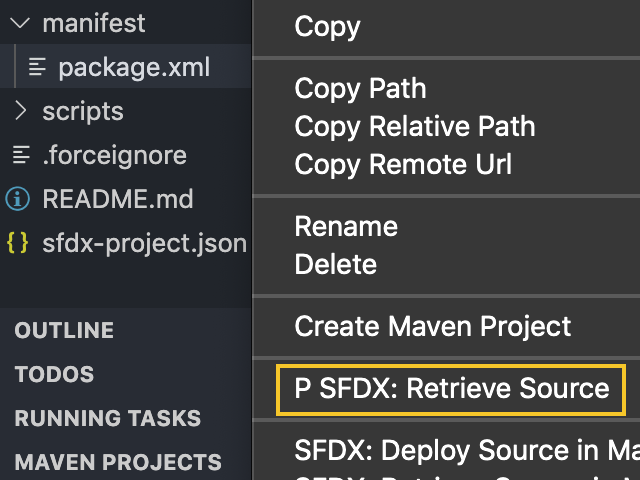 manifest
package.xml
scripts
.forceignore
README.md
{} sfdx-project.json
OUTLINE
TODOS
RUNNING TASKS
MAVEN PROJECTS
Copy
Copy Path
Copy Relative Path
Copy Remote Url
Rename
Delete
Create Maven Project
P SFDX: Retrieve Source
SFDX: Deploy Source in Ma